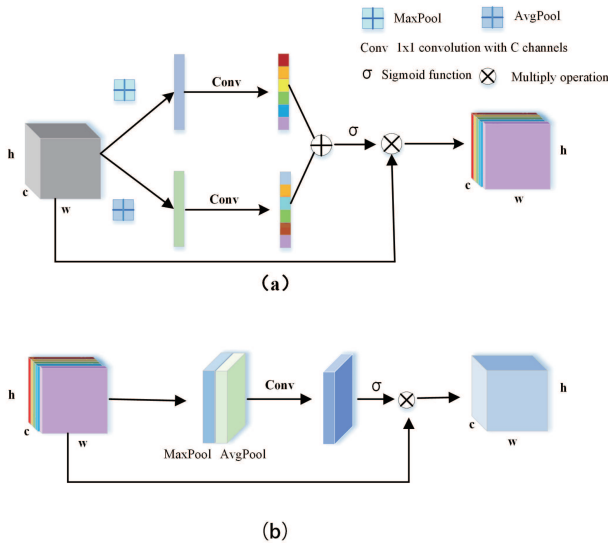 MaxPool AvgPool
Conv 1x1 convolution with C channels
σ Sigmoid function Multiply operation
Conv
h
σ
h
c
w
c
w
Conv
(a)
h
Conv
σ
h
c
w
c
w
MaxPool AvgPool
(b)